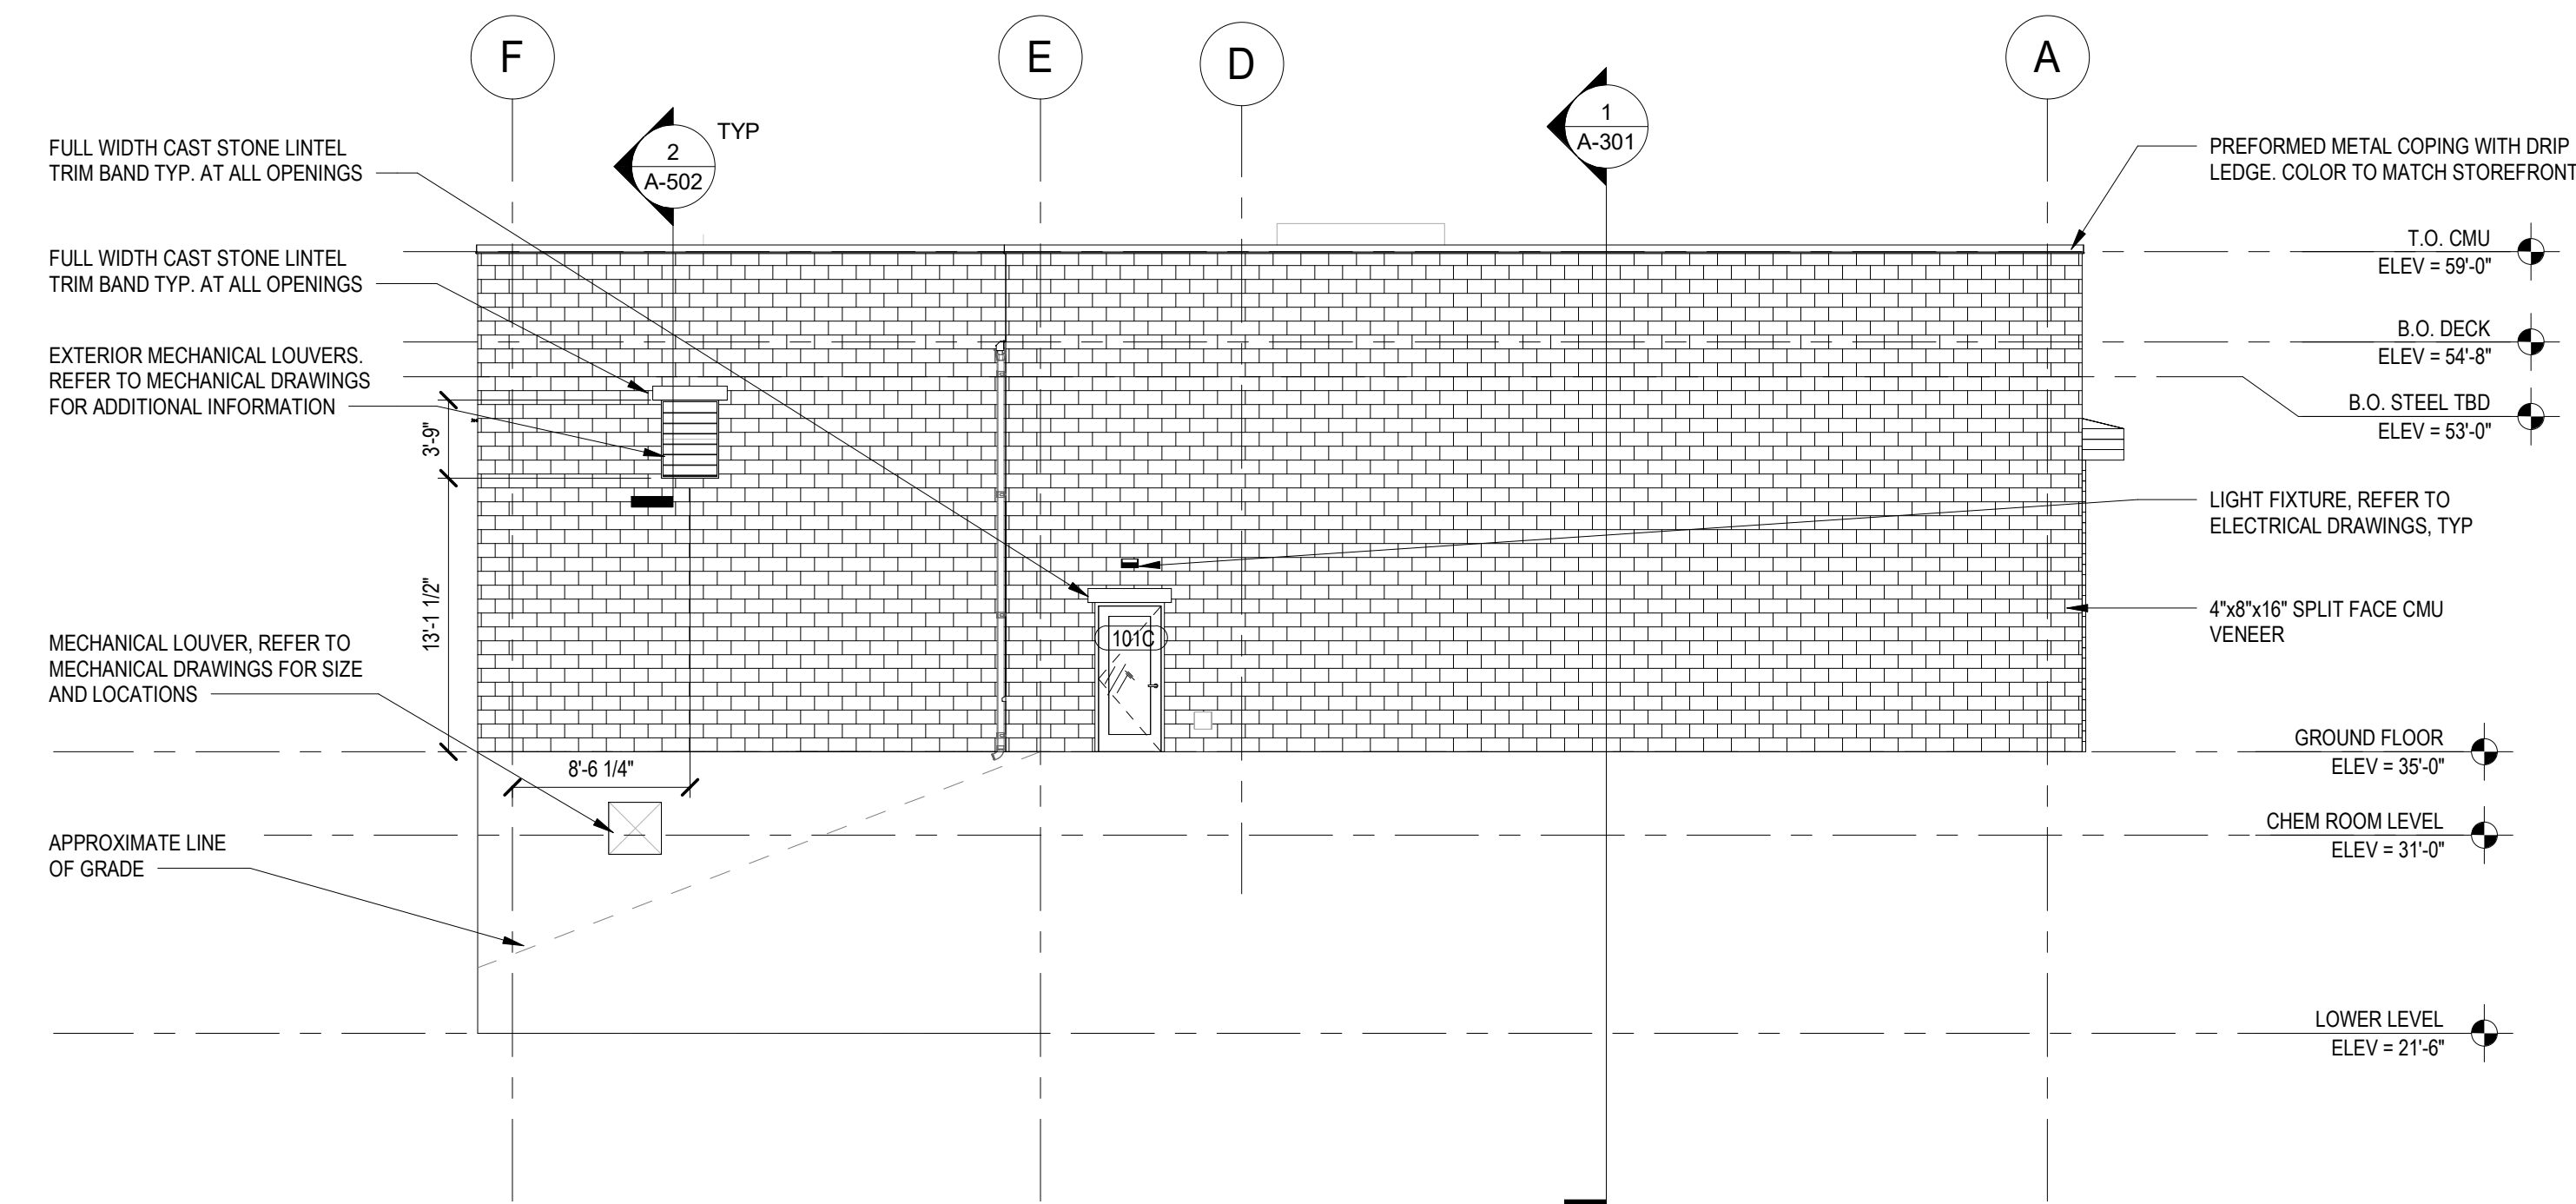 F
E
D
A
2
A-502
TYP
1
A-301
FULL WIDTH CAST STONE LINTEL
TRIM BAND TYP. AT ALL OPENINGS
FULL WIDTH CAST STONE LINTEL
TRIM BAND TYP. AT ALL OPENINGS
EXTERIOR MECHANICAL LOUVERS.
REFER TO MECHANICAL DRAWINGS
FOR ADDITIONAL INFORMATION
3'-9"
13'-1 1/2"
MECHANICAL LOUVER, REFER TO
MECHANICAL DRAWINGS FOR SIZE
AND LOCATIONS
8'-6 1/4"
APPROXIMATE LINE
OF GRADE
101C
PREFORMED METAL COPING WITH DRIP
LEDGE. COLOR TO MATCH STOREFRONT
T.O. CMU
ELEV = 59'-0"
B.O. DECK
ELEV = 54'-8"
B.O. STEEL TBD
ELEV = 53'-0"
LIGHT FIXTURE, REFER TO
ELECTRICAL DRAWINGS, TYP
4"x8"x16" SPLIT FACE CMU
VENEER
GROUND FLOOR
ELEV = 35'-0"
CHEM ROOM LEVEL
ELEV = 31'-0"
LOWER LEVEL
ELEV = 21'-6"